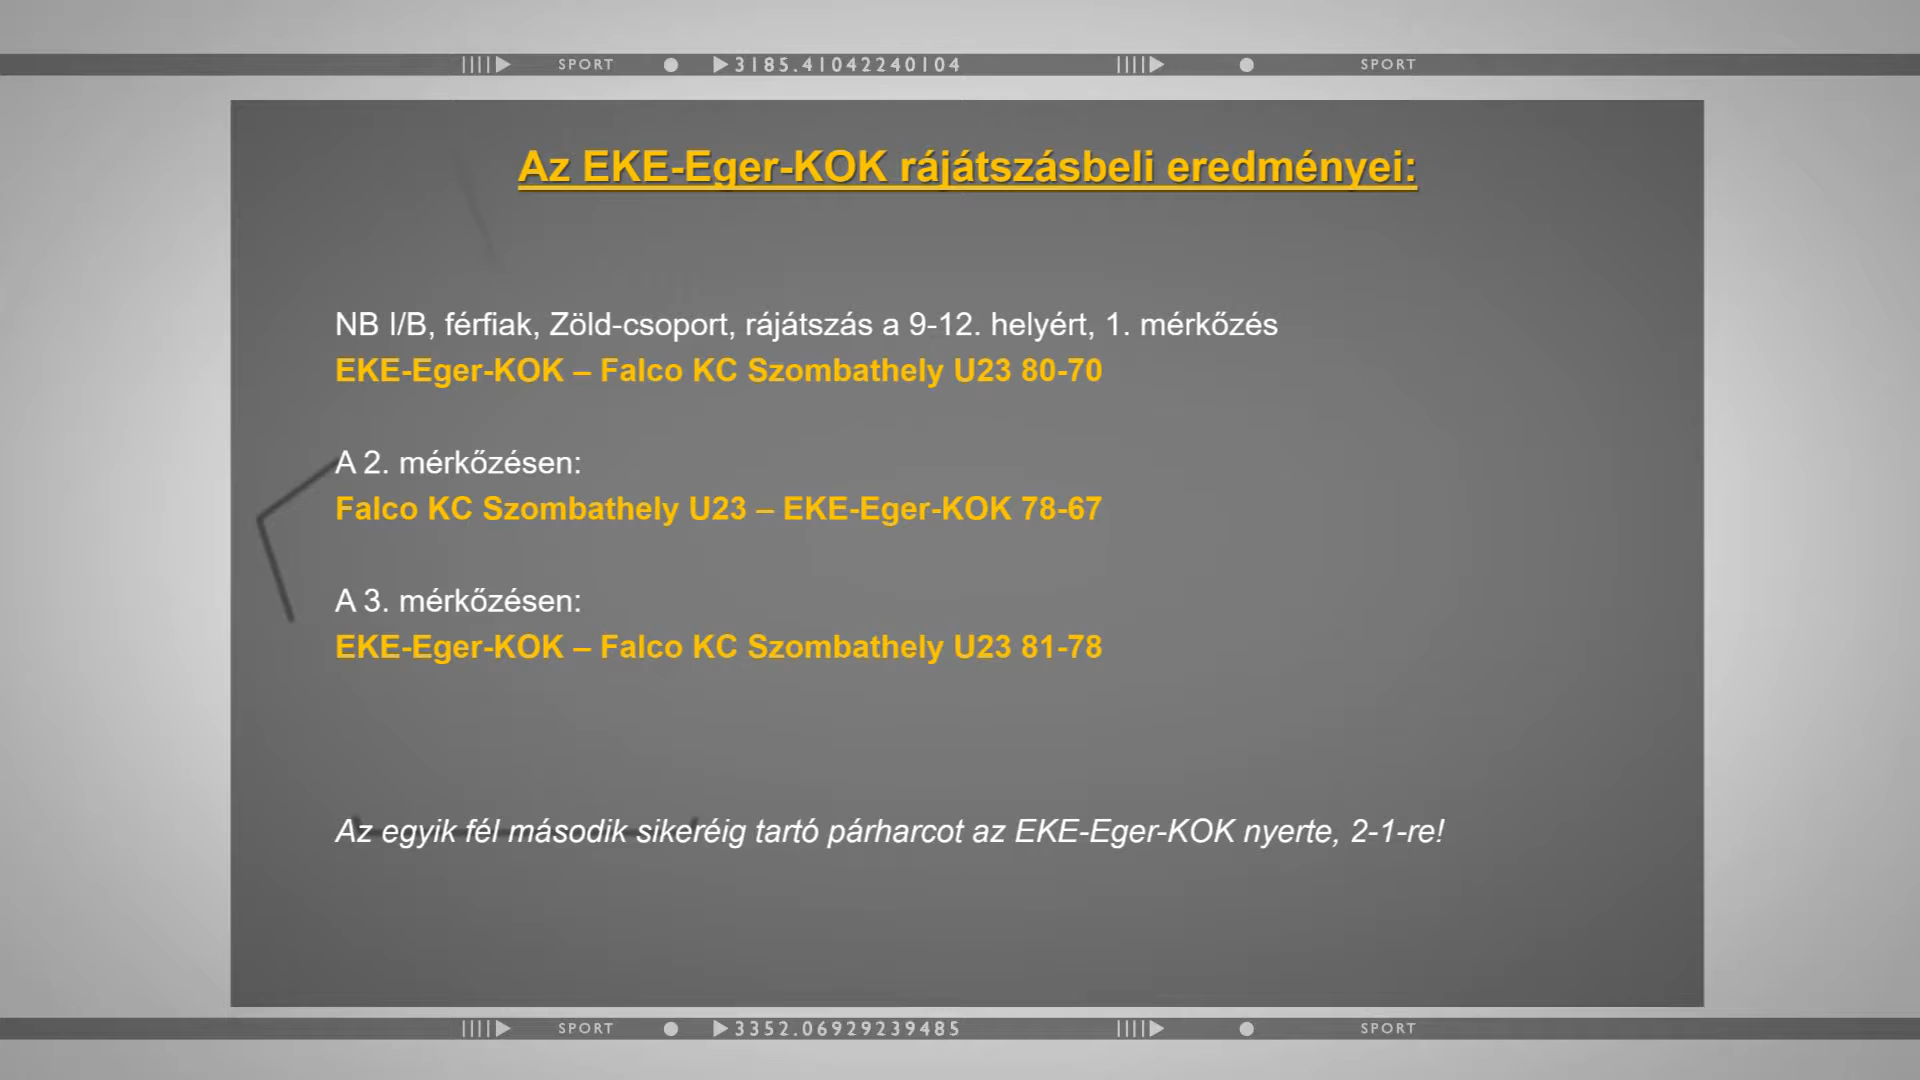 SPORT 3185.41042240104 SPORT
Az EKE-Eger-KOK rájátszásbeli eredményei:
NB I/B, férfiak, Zöld-csoport, rájátszás a 9-12. helyért, 1. mérkőzés
EKE-Eger-KOK – Falco KC Szombathely U23 80-70
A 2. mérkőzésen:
Falco KC Szombathely U23 – EKE-Eger-KOK 78-67
A 3. mérkőzésen:
EKE-Eger-KOK – Falco KC Szombathely U23 81-78
Az egyik fél második sikeréig tartó párharcot az EKE-Eger-KOK nyerte, 2-1-re!
SPORT 3352.06929239485 SPORT